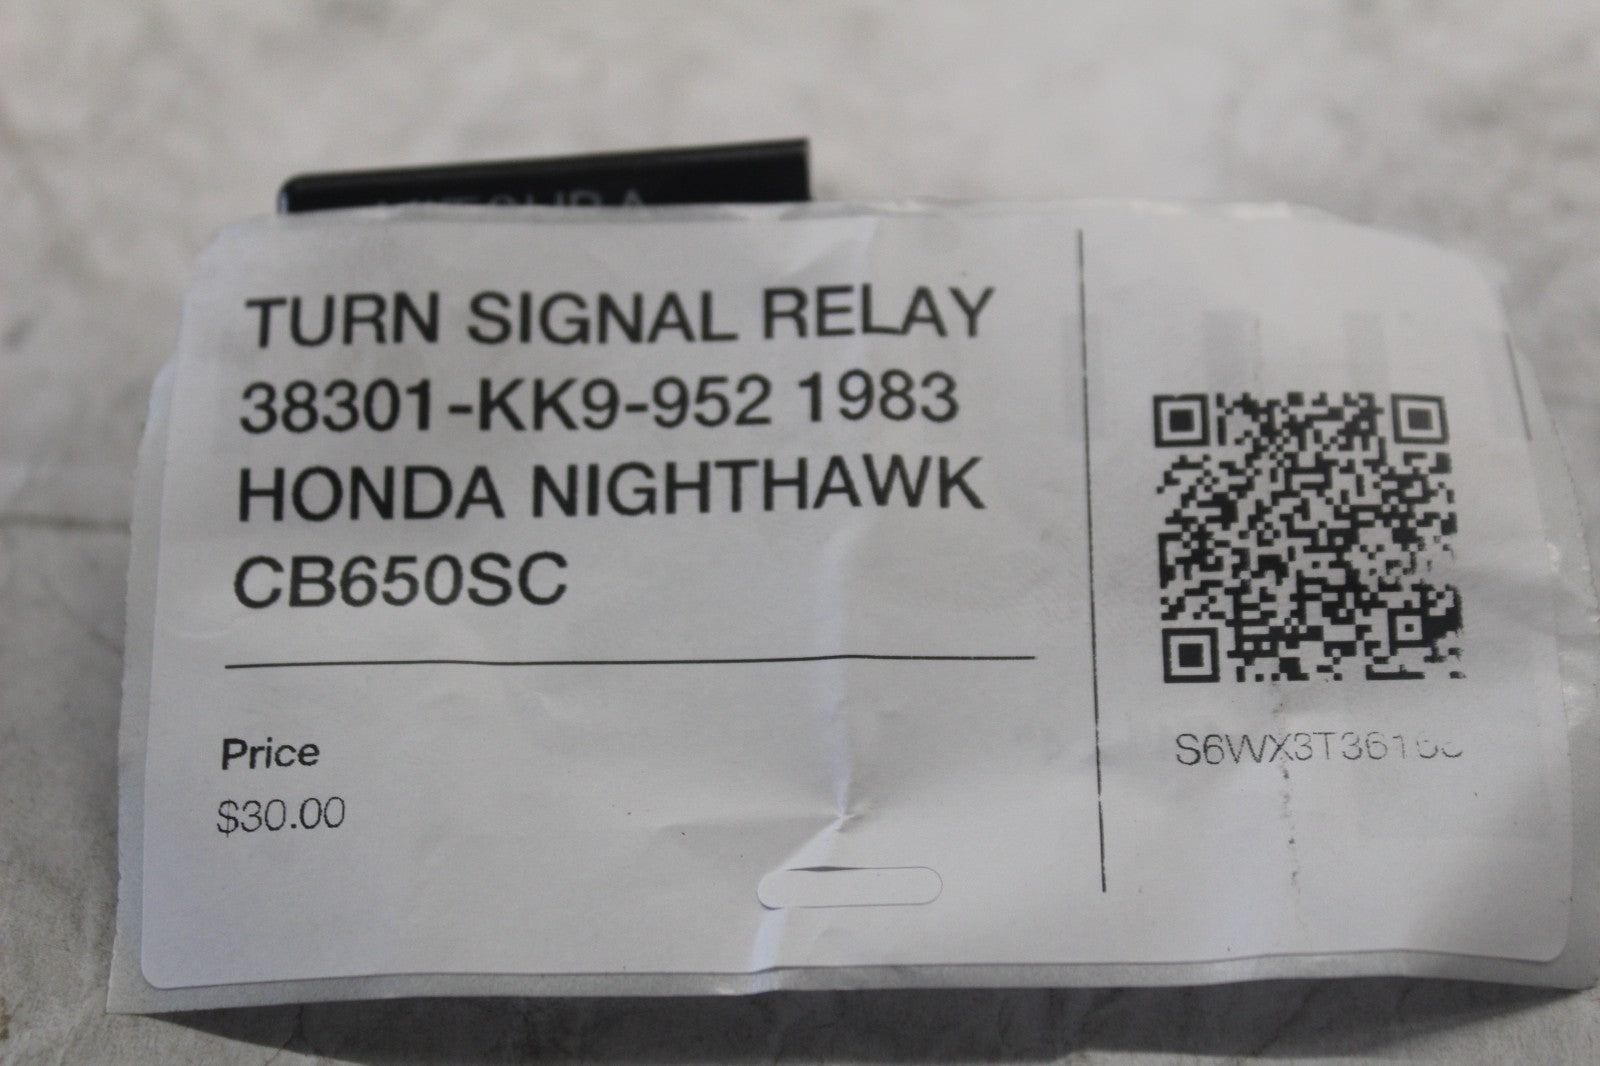 TURN SIGNAL RELAY
38301-KK9-952 1983
HONDA NIGHTHAWK
CB650SC
Price
$30.00